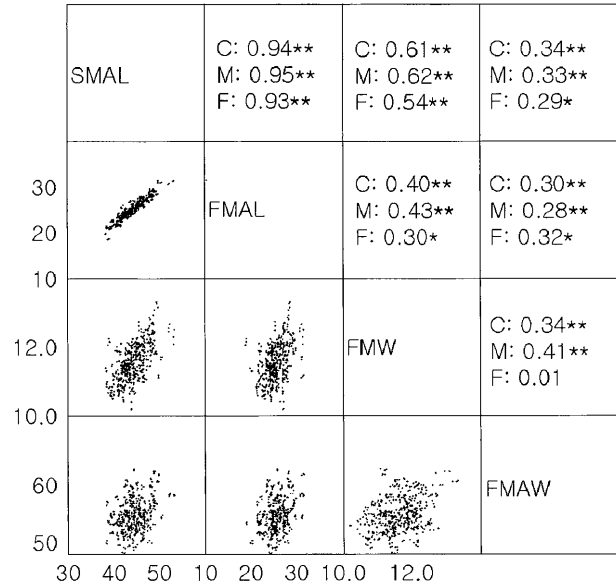 SMAL
C: 0.94** C: 0.61** C: 0.34**
M: 0.95** M: 0.62** M: 0.33**
F: 0.93** F: 0.54** F: 0.29*
30
20
10
FMAL
C: 0.40** C: 0.30**
M: 0.43** M: 0.28**
F: 0.30* F: 0.32*
12.0
10.0
FMW
C: 0.34**
M: 0.41**
F: 0.01
60
50
FMAW
30 40 50 10 20 30 10.0 12.0